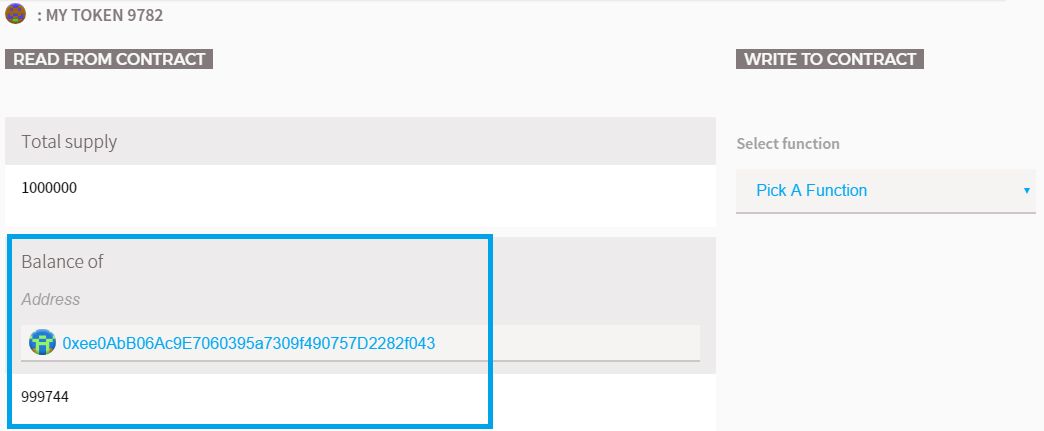 : MY TOKEN 9782
READ FROM CONTRACT
WRITE TO CONTRACT
Total supply
1000000
Select function
Pick A Function
Balance of
Address
0xee0AbB06Ac9E7060395a7309f490757D2282f043
999744